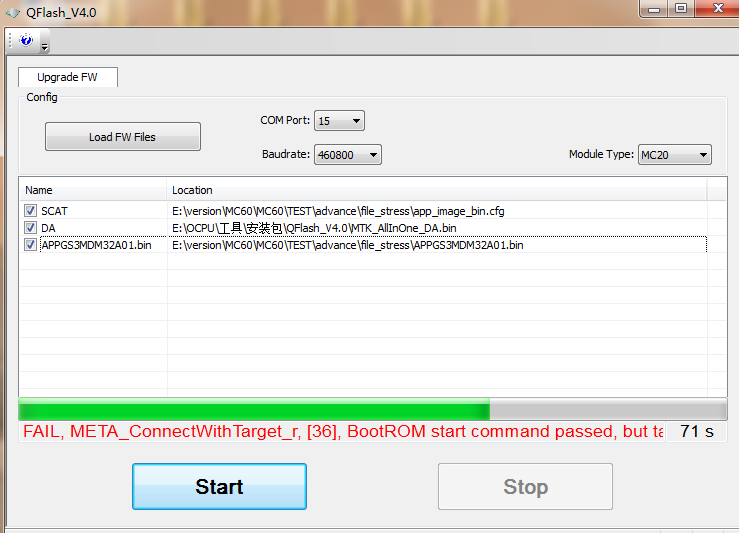 QFlash_V4.0
Upgrade FW
Config
Load FW Files
COM Port: 15
Baudrate: 460800
Module Type: MC20
Name Location
SCAT E:\version\MC60\MC60\TEST\advance\file_stress\app_image_bin.cfg
DA E:\OCPU\工具\安装包\QFlash_V4.0\MTK_AllInOne_DA.bin
APPGS3MDM32A01.bin E:\version\MC60\MC60\TEST\advance\file_stress\APPGS3MDM32A01.bin
FAIL, META_ConnectWithTarget_r, [36], BootROM start command passed, but ta 71 s
Start Stop